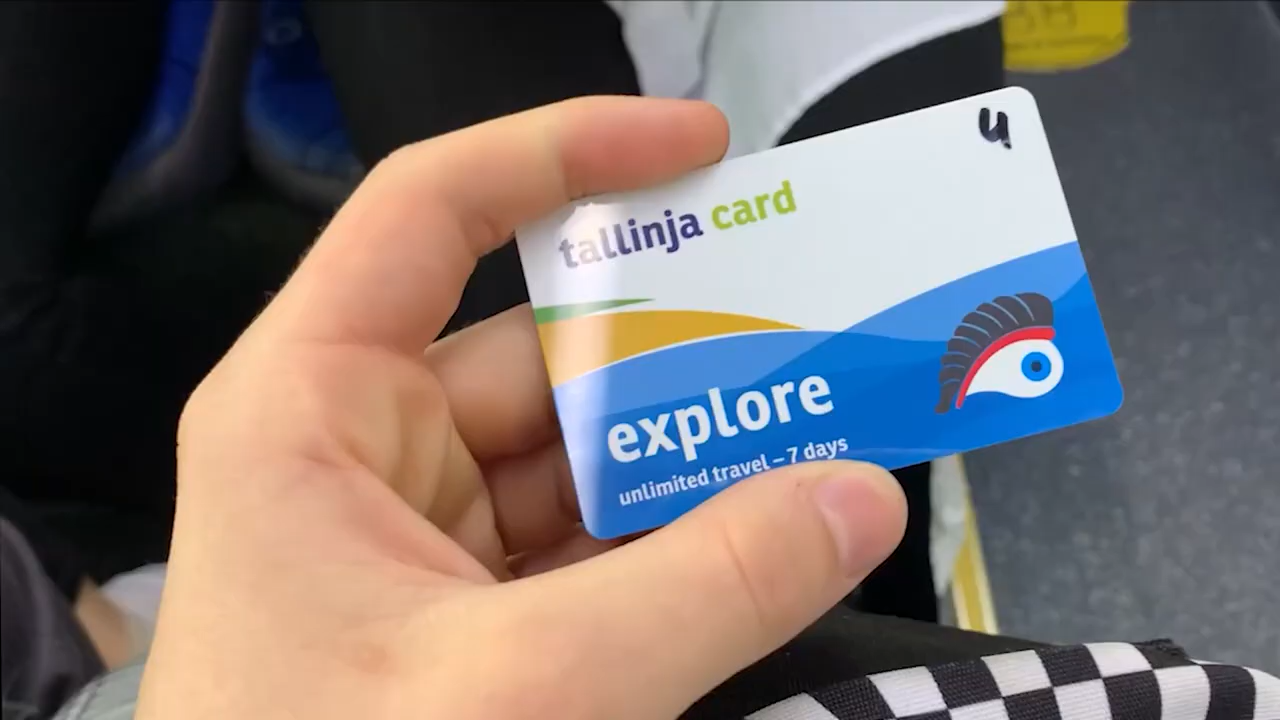 u
tallinja card
explore
unlimited travel – 7 days